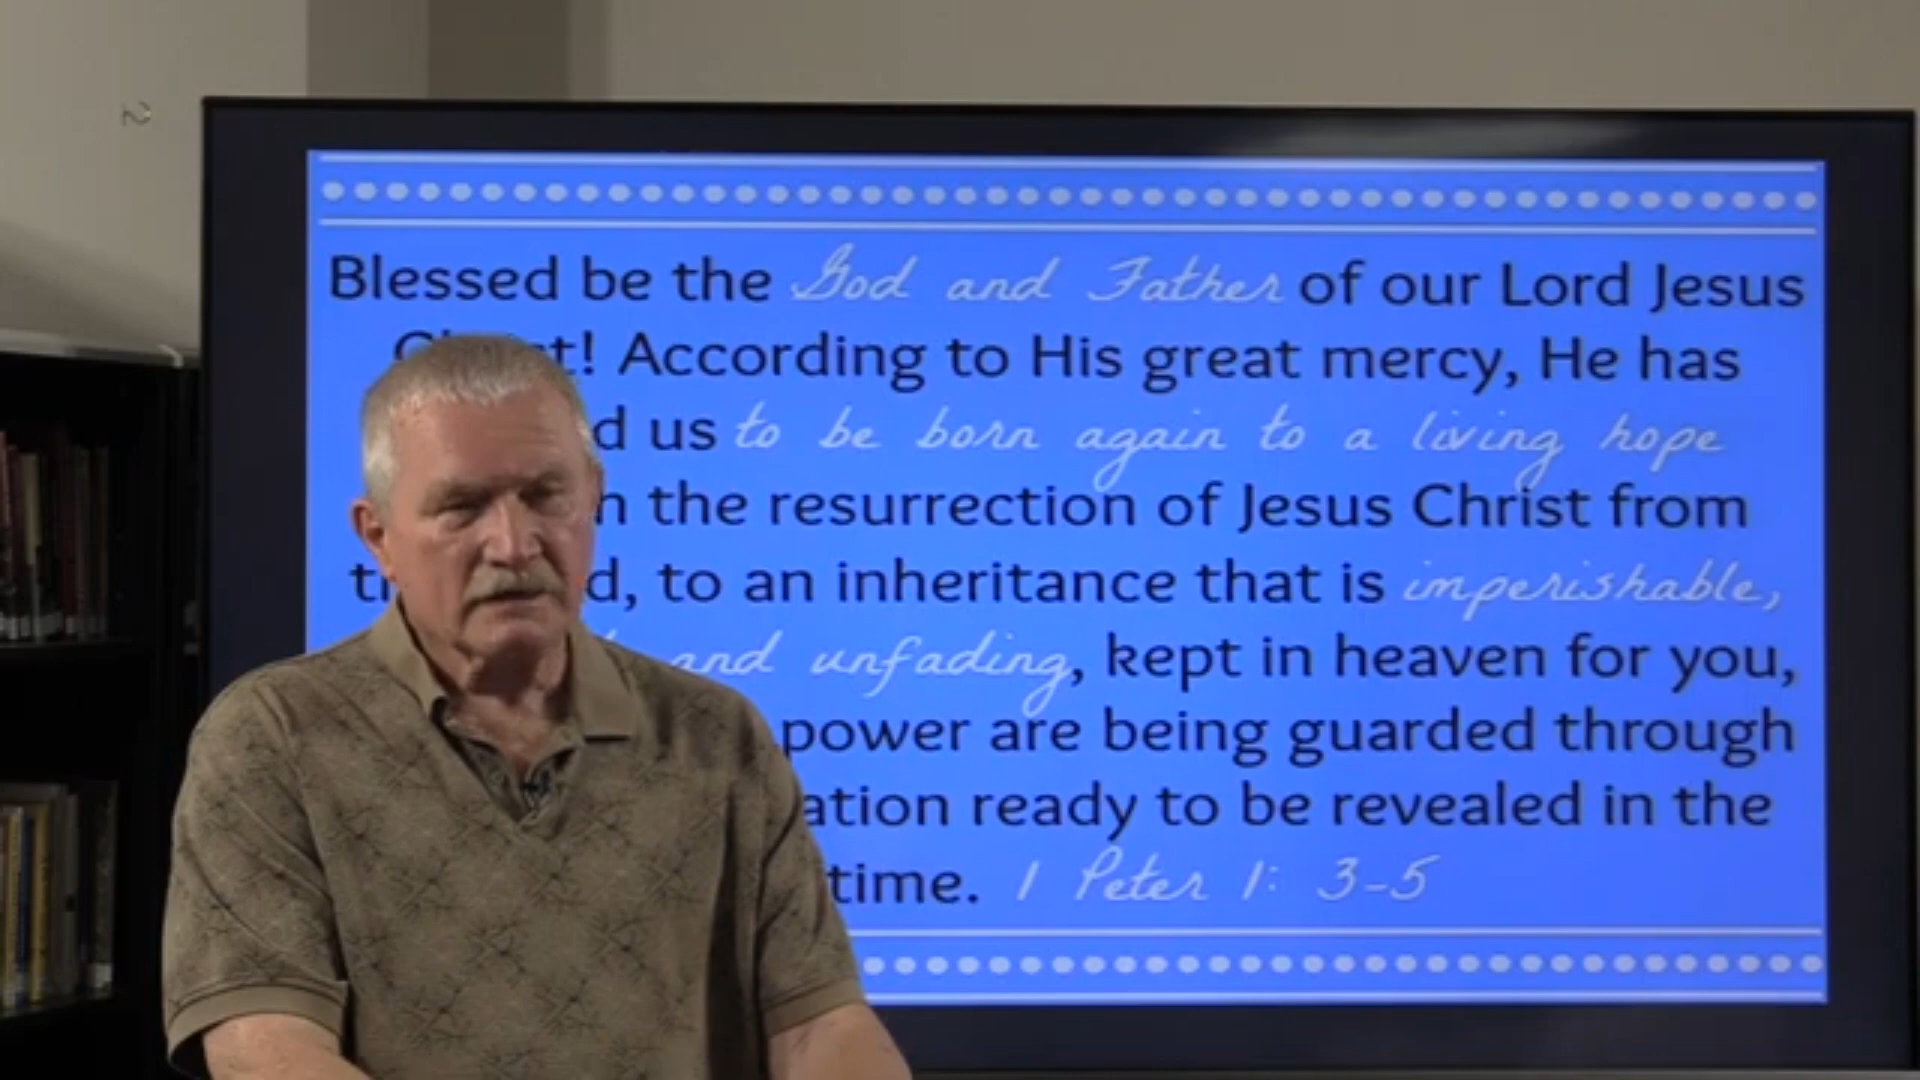 Blessed be the God and Father of our Lord Jesus
Christ! According to His great mercy, He has
us to be born again to a living hope
the resurrection of Jesus Christ from
to an inheritance that is imperishable,
and unfading, kept in heaven for you,
power are being guarded through
ready to be revealed in the
time. 1 Peter 1: 3-5